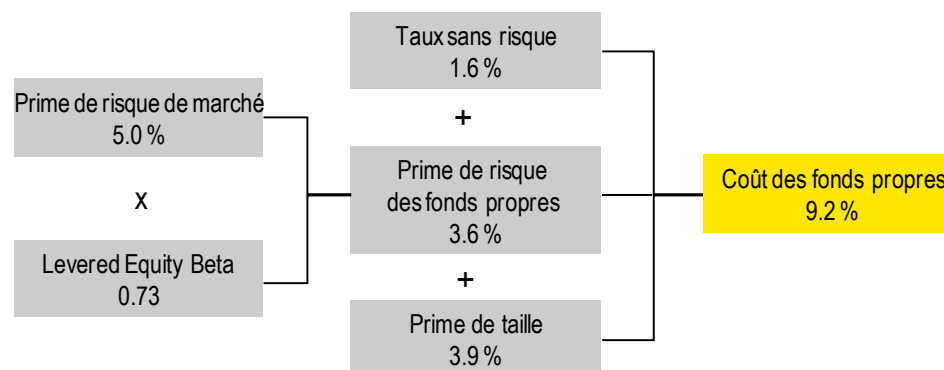 Prime de risque de marché
5.0 %
x
Levered Equity Beta
0.73
Taux sans risque
1.6 %
+
Prime de risque
des fonds propres
3.6 %
+
Prime de taille
3.9 %
Coût des fonds propres
9.2 %